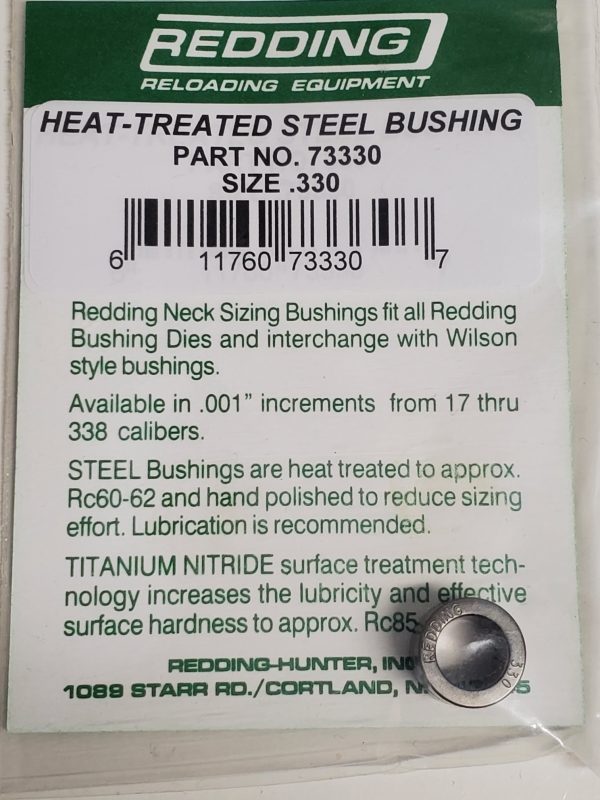 REDDING
RELOADING EQUIPMENT
HEAT-TREATED STEEL BUSHING
PART NO. 73330
SIZE .330
6 11760 73330 7
Redding Neck Sizing Bushings fit all Redding
Bushing Dies and interchange with Wilson
style bushings.
Available in .001" increments from 17 thru
338 calibers.
STEEL Bushings are heat treated to approx.
Rc60-62 and hand polished to reduce sizing
effort. Lubrication is recommended.
TITANIUM NITRIDE surface treatment tech-
nology increases the lubricity and effective
surface hardness to approx. Rc85
REDDING-HUNTER,
1089 STARR RD./CORTLAND,
REDDING
330